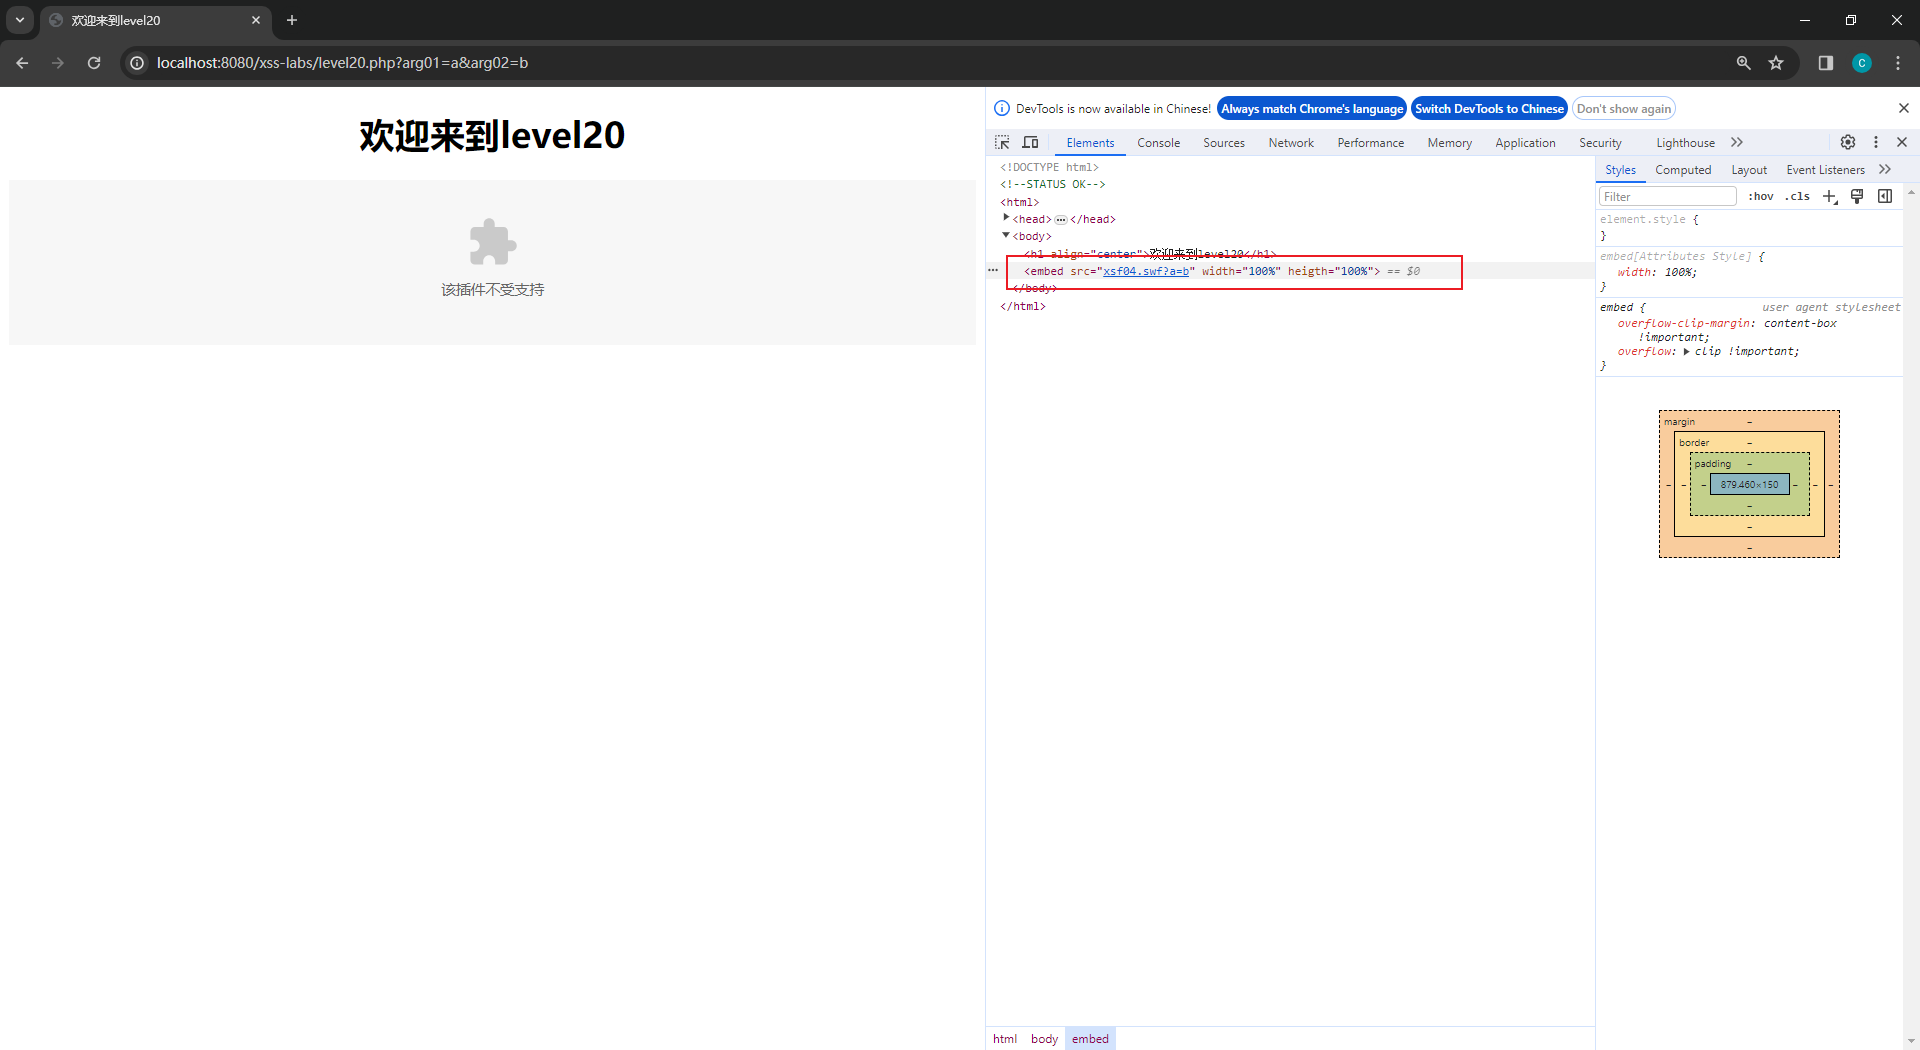 欢迎来到level20
localhost:8080/xss-labs/level20.php?arg01=a&arg02=b
C
欢迎来到level20
该插件不受支持
DevTools is now available in Chinese! Always match Chrome's language Switch DevTools to Chinese Don't show again
Elements Console Sources Network Performance Memory Application Security Lighthouse
<!DOCTYPE html>
<!--STATUS OK-->
<html>
<head>…</head>
<body>
<h1 align="center">欢迎来到level20</h1>
<embed src="xsf04.swf?a=b" width="100%" heigth="100%"> == $0
</body>
</html>
html body embed
Styles Computed Layout Event Listeners
Filter :hov .cls
element.style {
}
embed[Attributes Style] {
width: 100%;
}
embed { user agent stylesheet
overflow-clip-margin: content-box
!important;
overflow: clip !important;
}
margin –
border –
padding –
– – – 879.460×150 – – –
–
–
–